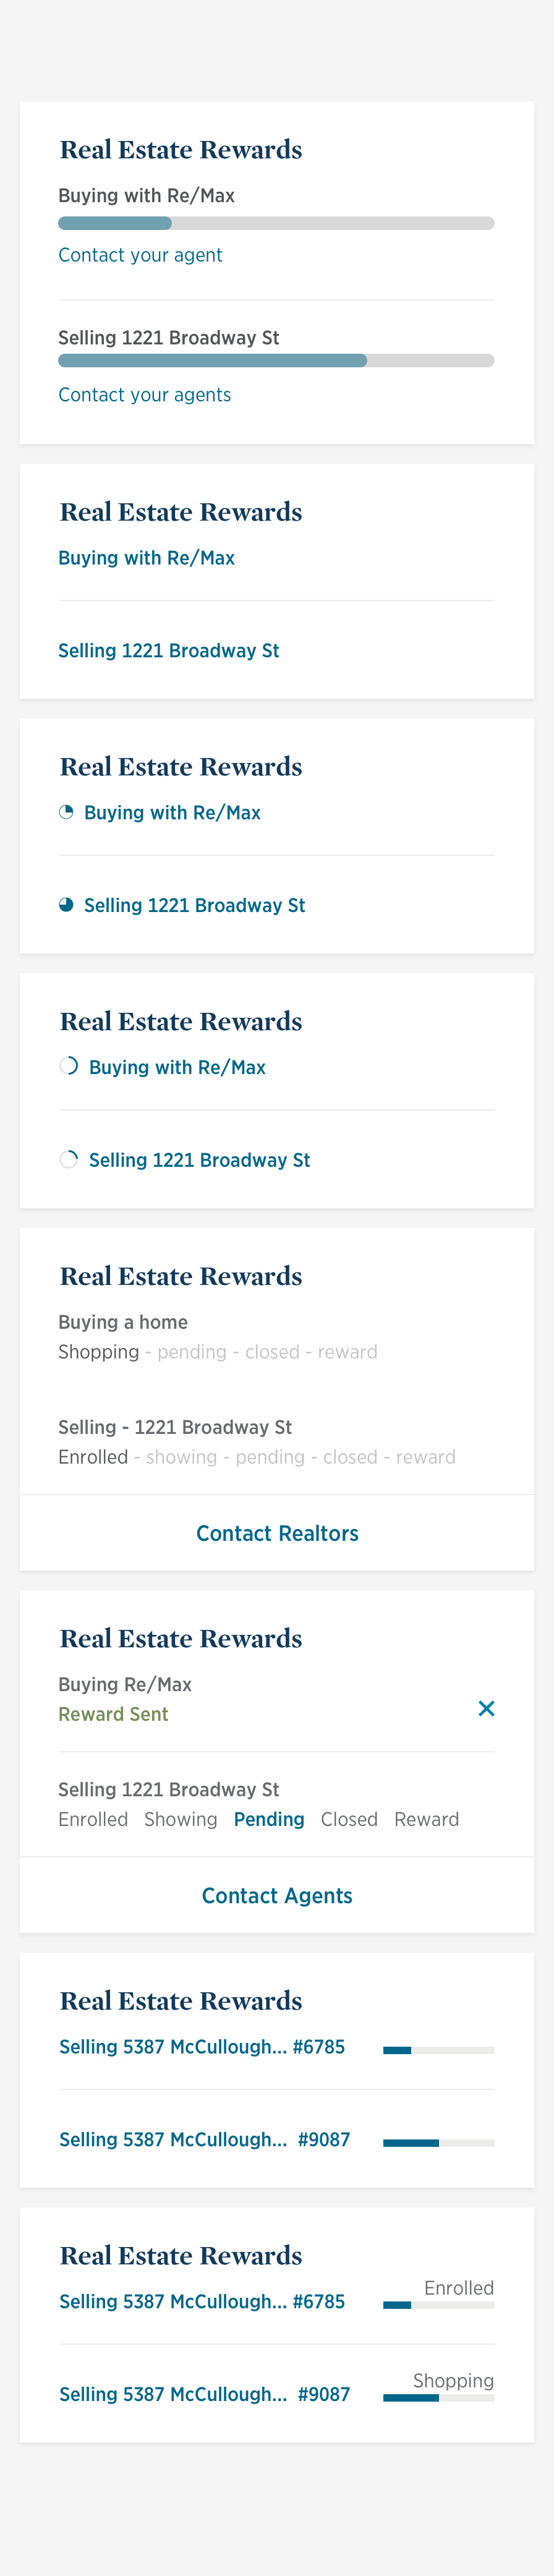 Real Estate Rewards
Buying with Re/Max
Contact your agent
Selling 1221 Broadway St
Contact your agents
Real Estate Rewards
Buying with Re/Max
Selling 1221 Broadway St
Real Estate Rewards
Buying with Re/Max
Selling 1221 Broadway St
Real Estate Rewards
Buying with Re/Max
Selling 1221 Broadway St
Real Estate Rewards
Buying a home
Shopping - pending - closed - reward
Selling - 1221 Broadway St
Enrolled - showing - pending - closed - reward
Contact Realtors
Real Estate Rewards
Buying Re/Max
Reward Sent
Selling 1221 Broadway St
Enrolled Showing Pending Closed Reward
Contact Agents
Real Estate Rewards
Selling 5387 McCullough... #6785
Selling 5387 McCullough... #9087
Real Estate Rewards
Enrolled
Selling 5387 McCullough... #6785
Shopping
Selling 5387 McCullough... #9087